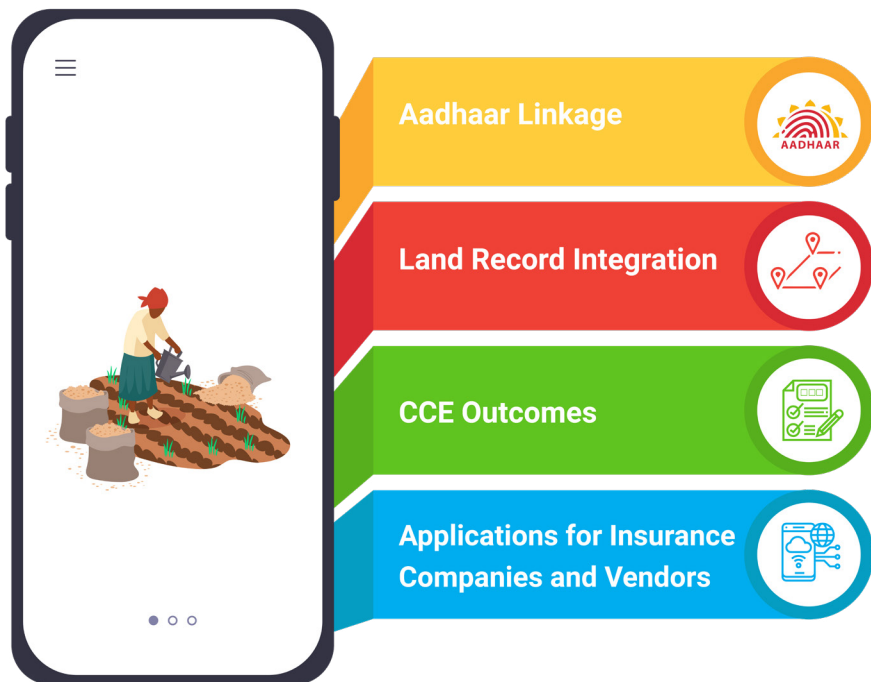 Aadhaar Linkage
AADHAAR
Land Record Integration
CCE Outcomes
Applications for Insurance
Companies and Vendors